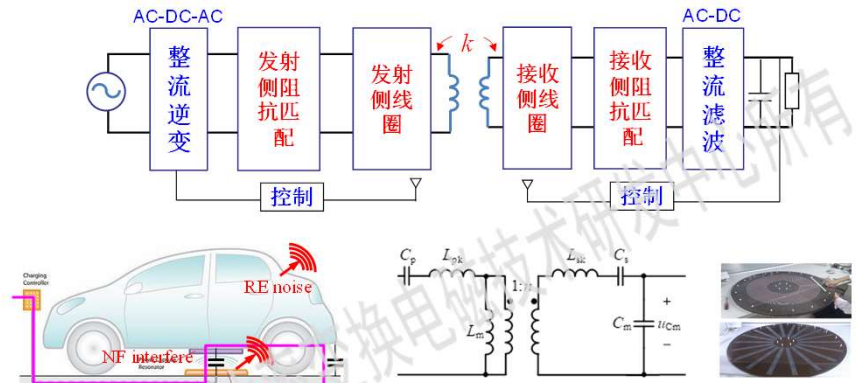 AC-DC-AC
AC-DC
整流逆变
发射侧阻抗匹配
发射侧线圈
k
接收侧线圈
接收侧阻抗匹配
整流滤波
控制
控制
Charging
Controller
RE noise
NF interfere
Resonator
Cp
Lpk
Lm
1:n
Lsk
Cs
Cm
+
uCm
−
换电磁技术研发中心所有